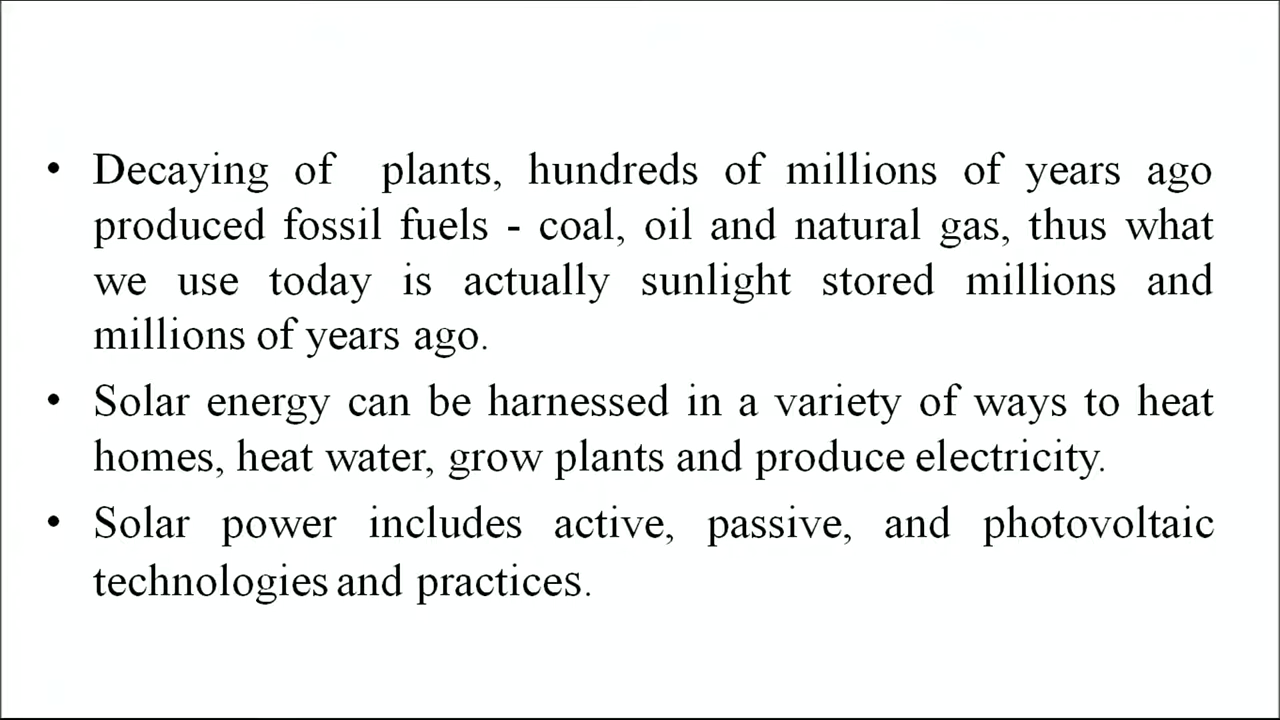 • Decaying of plants, hundreds of millions of years ago
produced fossil fuels - coal, oil and natural gas, thus what
we use today is actually sunlight stored millions and
millions of years ago.
• Solar energy can be harnessed in a variety of ways to heat
homes, heat water, grow plants and produce electricity.
• Solar power includes active, passive, and photovoltaic
technologies and practices.